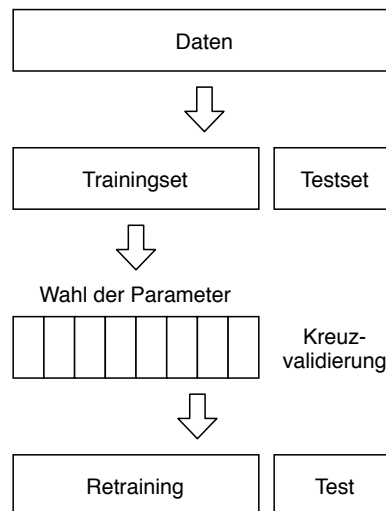 Daten
Trainingset
Testset
Wahl der Parameter
Kreuz-
validierung
Retraining
Test